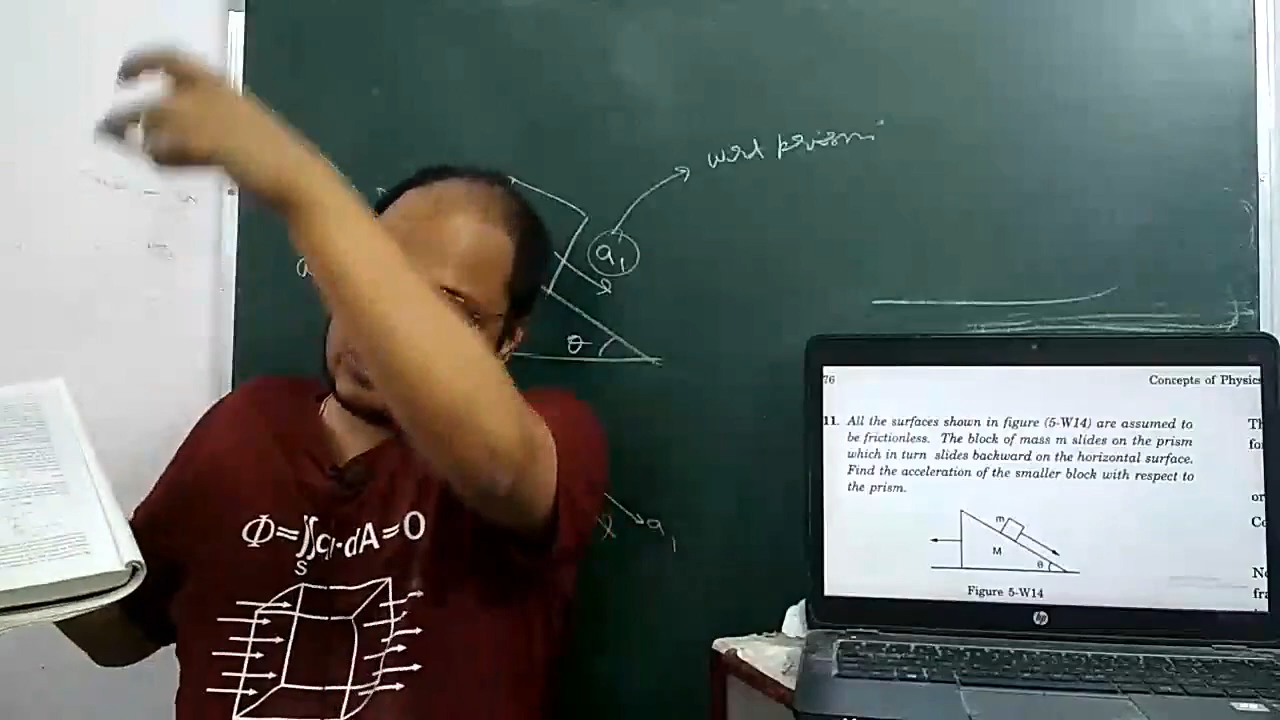 wrt prism
a₁
θ
a₁
Φ=∯ϕ·dA=0
S
76 Concepts of Physics
11. All the surfaces shown in figure (5-W14) are assumed to
be frictionless. The block of mass m slides on the prism
which in turn slides backward on the horizontal surface.
Find the acceleration of the smaller block with respect to
the prism.
m
M
θ
Figure 5-W14
hp